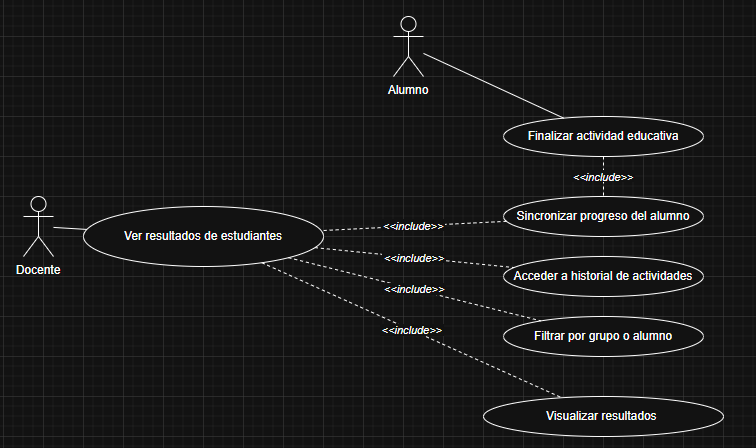 Alumno
Finalizar actividad educativa
<<include>>
Sincronizar progreso del alumno
<<include>>
Ver resultados de estudiantes
<<include>>
Docente
Acceder a historial de actividades
<<include>>
Filtrar por grupo o alumno
<<include>>
Visualizar resultados